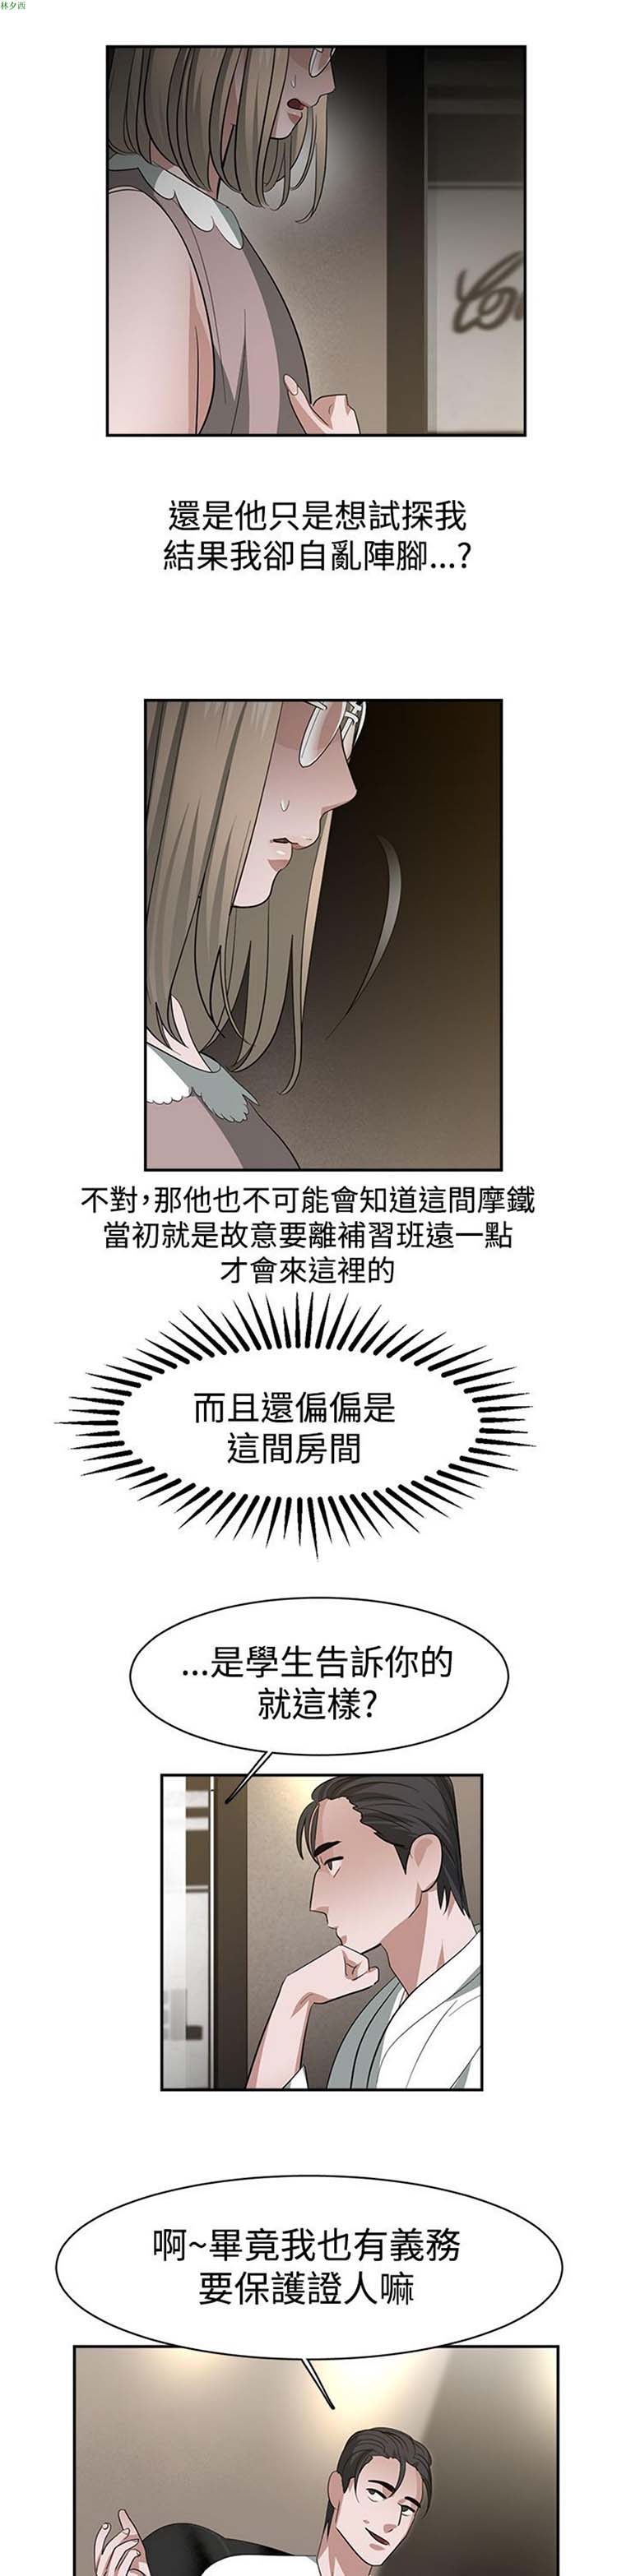 林夕西
還是他只是想試探我
結果我卻自亂陣腳...?
不對，那他也不可能會知道這間摩鐵
當初就是故意要離補習班遠一點
才會來這裡的
而且還偏偏是
這間房間
...是學生告訴你的
就這樣?
啊~畢竟我也有義務
要保護證人嘛